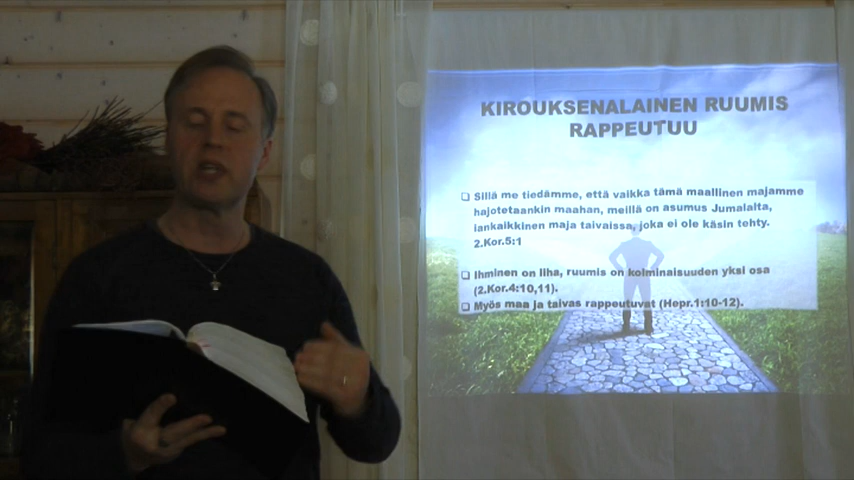 KIROUKSENALAINEN RUUMIS
RAPPEUTUU
❑ Sillä me tiedämme, että vaikka tämä maallinen majamme
hajotetaankin maahan, meillä on asumus Jumalalta,
iankaikkinen maja taivaissa, joka ei ole käsin tehty.
2.Kor.5:1
❑ Ihminen on liha, ruumis on kolminaisuuden yksi osa
(2.Kor.4:10,11).
❑ Myös maa ja taivas rappeutuvat (Hepr.1:10-12).